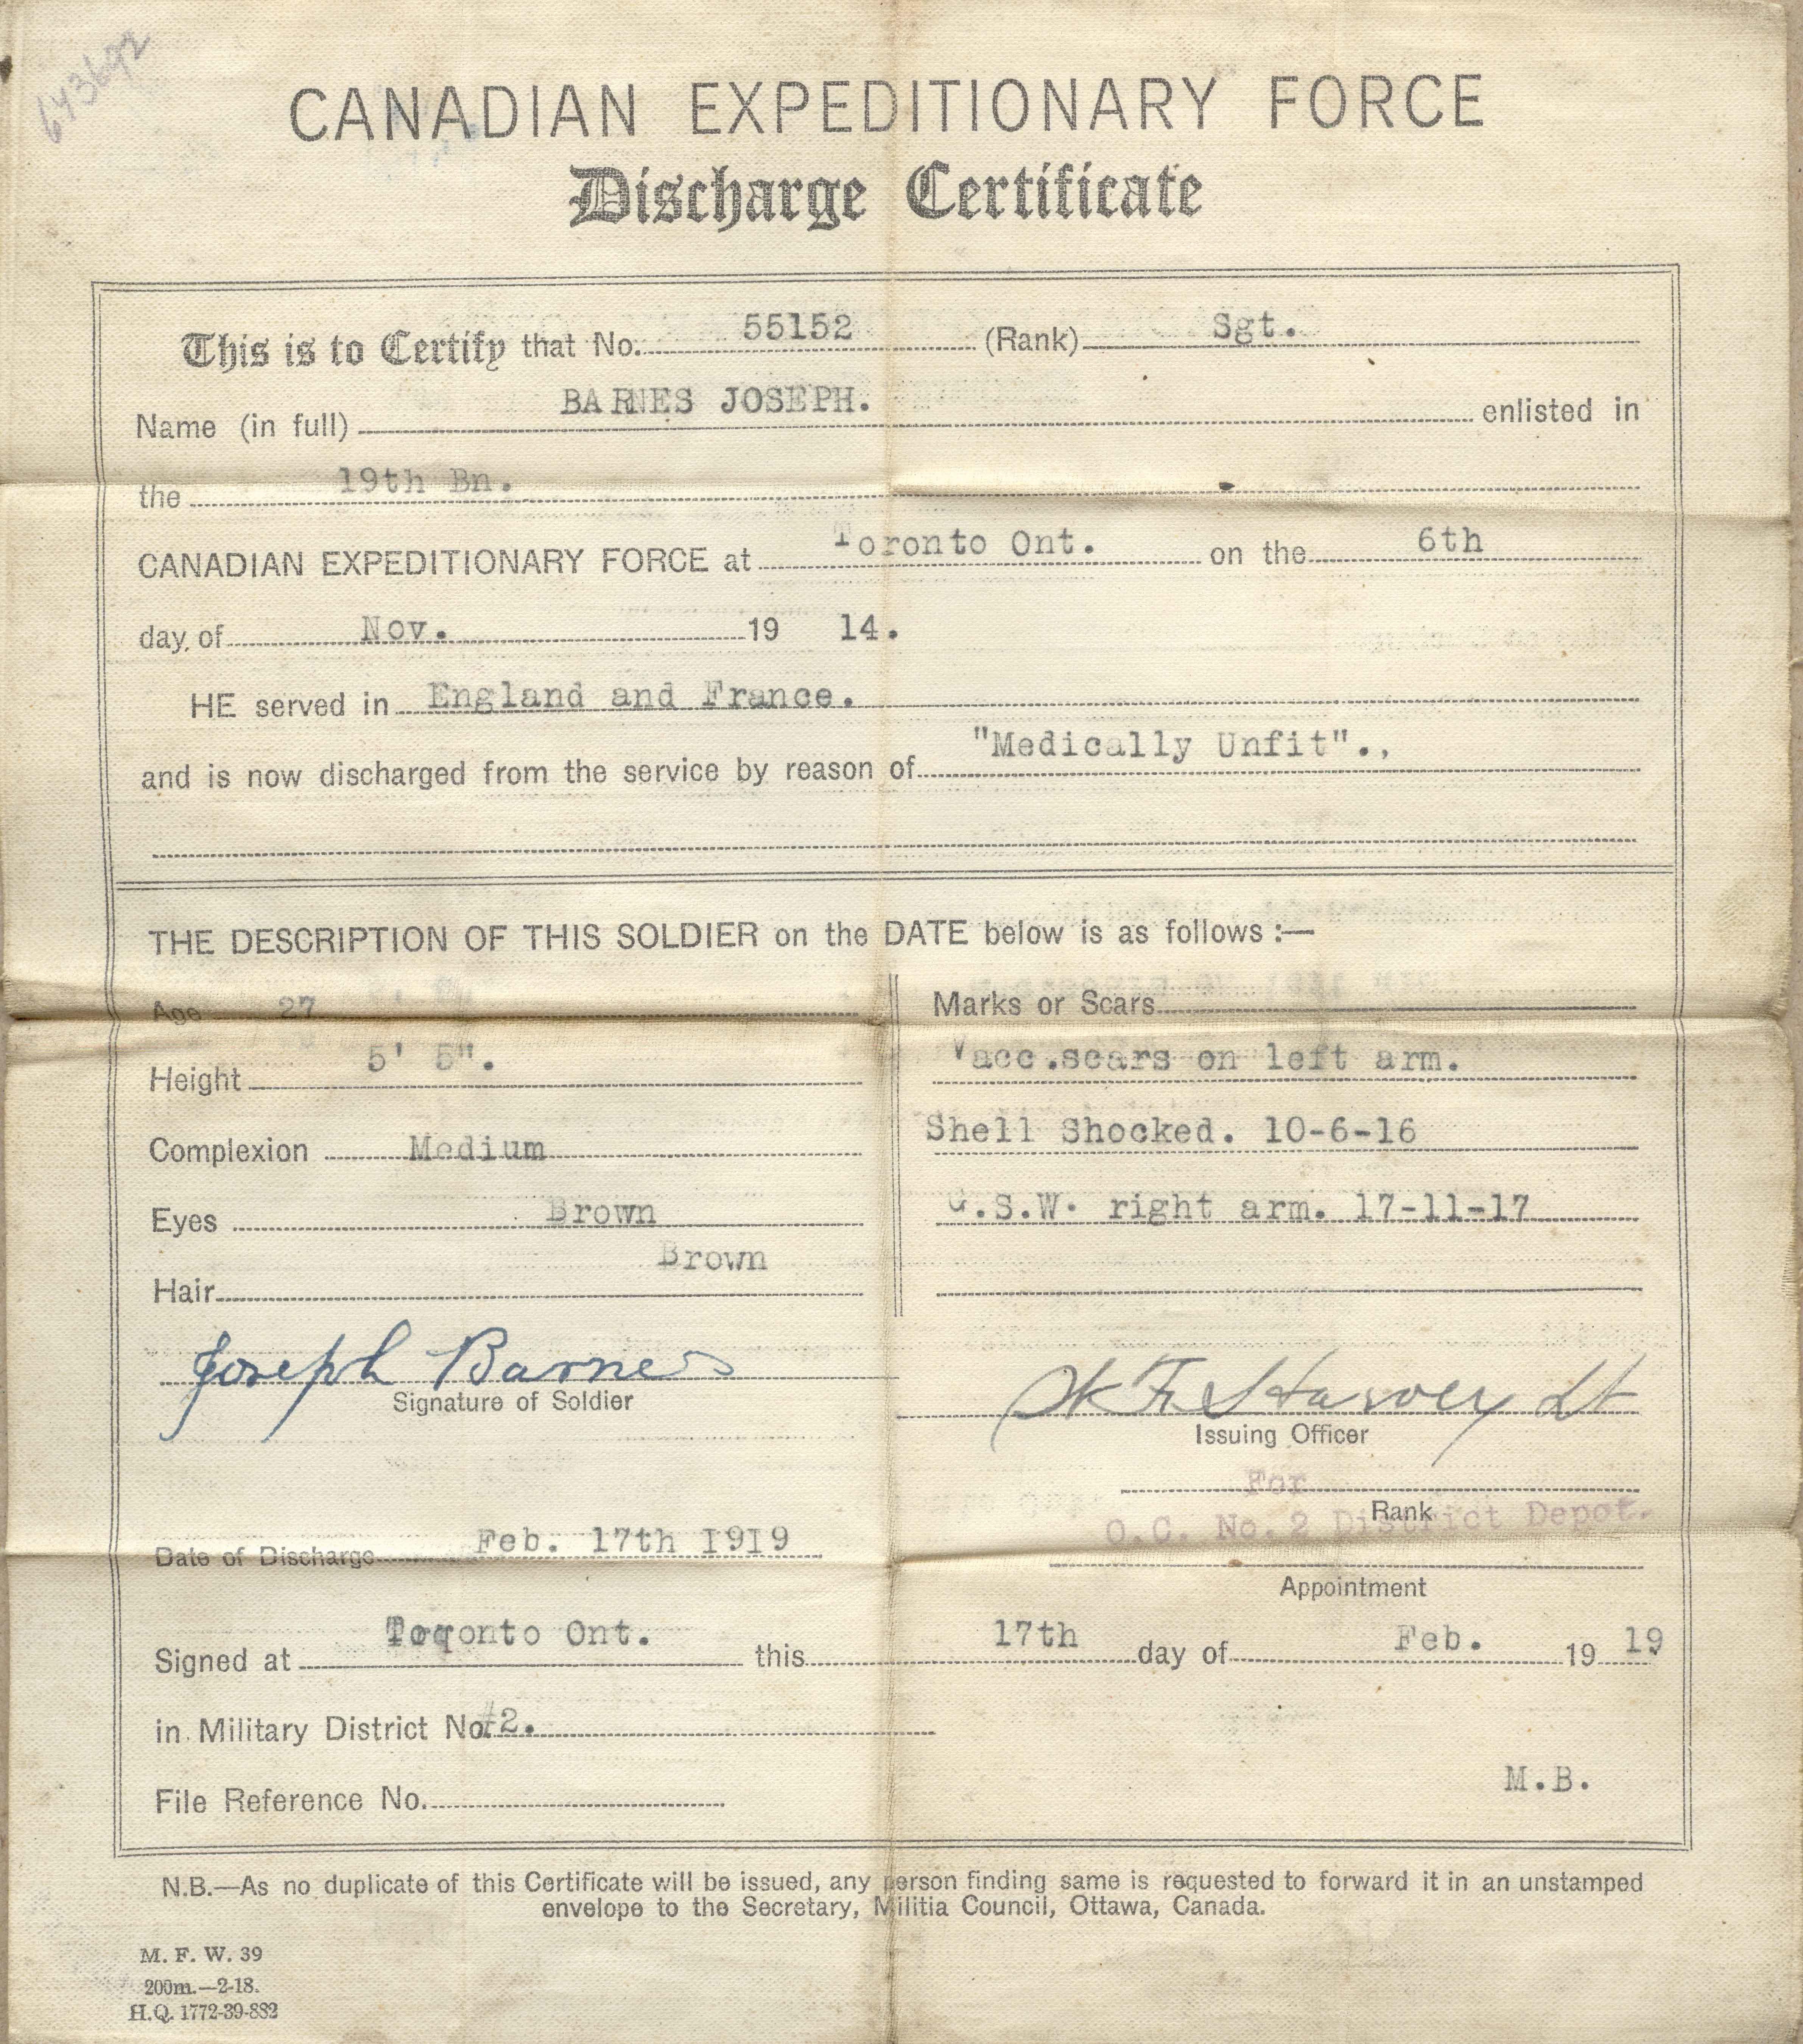 643692
CANADIAN EXPEDITIONARY FORCE
Discharge Certificate
This is to Certify that No. 55152 (Rank) Sgt.
Name (in full) BARNES JOSEPH. enlisted in
the 19th Bn.
CANADIAN EXPEDITIONARY FORCE at Toronto Ont. on the 6th
day of Nov. 19 14.
HE served in England and France.
and is now discharged from the service by reason of "Medically Unfit".,
THE DESCRIPTION OF THIS SOLDIER on the DATE below is as follows :—
Age 27
Height 5' 5".
Complexion Medium
Eyes Brown
Hair Brown
Marks or Scars
Vacc.scars on left arm.
Shell Shocked. 10-6-16
G.S.W. right arm. 17-11-17
Joseph Barnes
Signature of Soldier
Harvey Lt
Issuing Officer
For
Rank
O.C. No. 2 District Depot.
Appointment
Date of Discharge Feb. 17th 1919
Signed at Toronto Ont. this 17th day of Feb. 19 19
in Military District No. #2.
File Reference No.
M.B.
N.B.—As no duplicate of this Certificate will be issued, any person finding same is requested to forward it in an unstamped
envelope to the Secretary, Militia Council, Ottawa, Canada.
M. F. W. 39
200m.—2-18.
H.Q. 1772-39-882